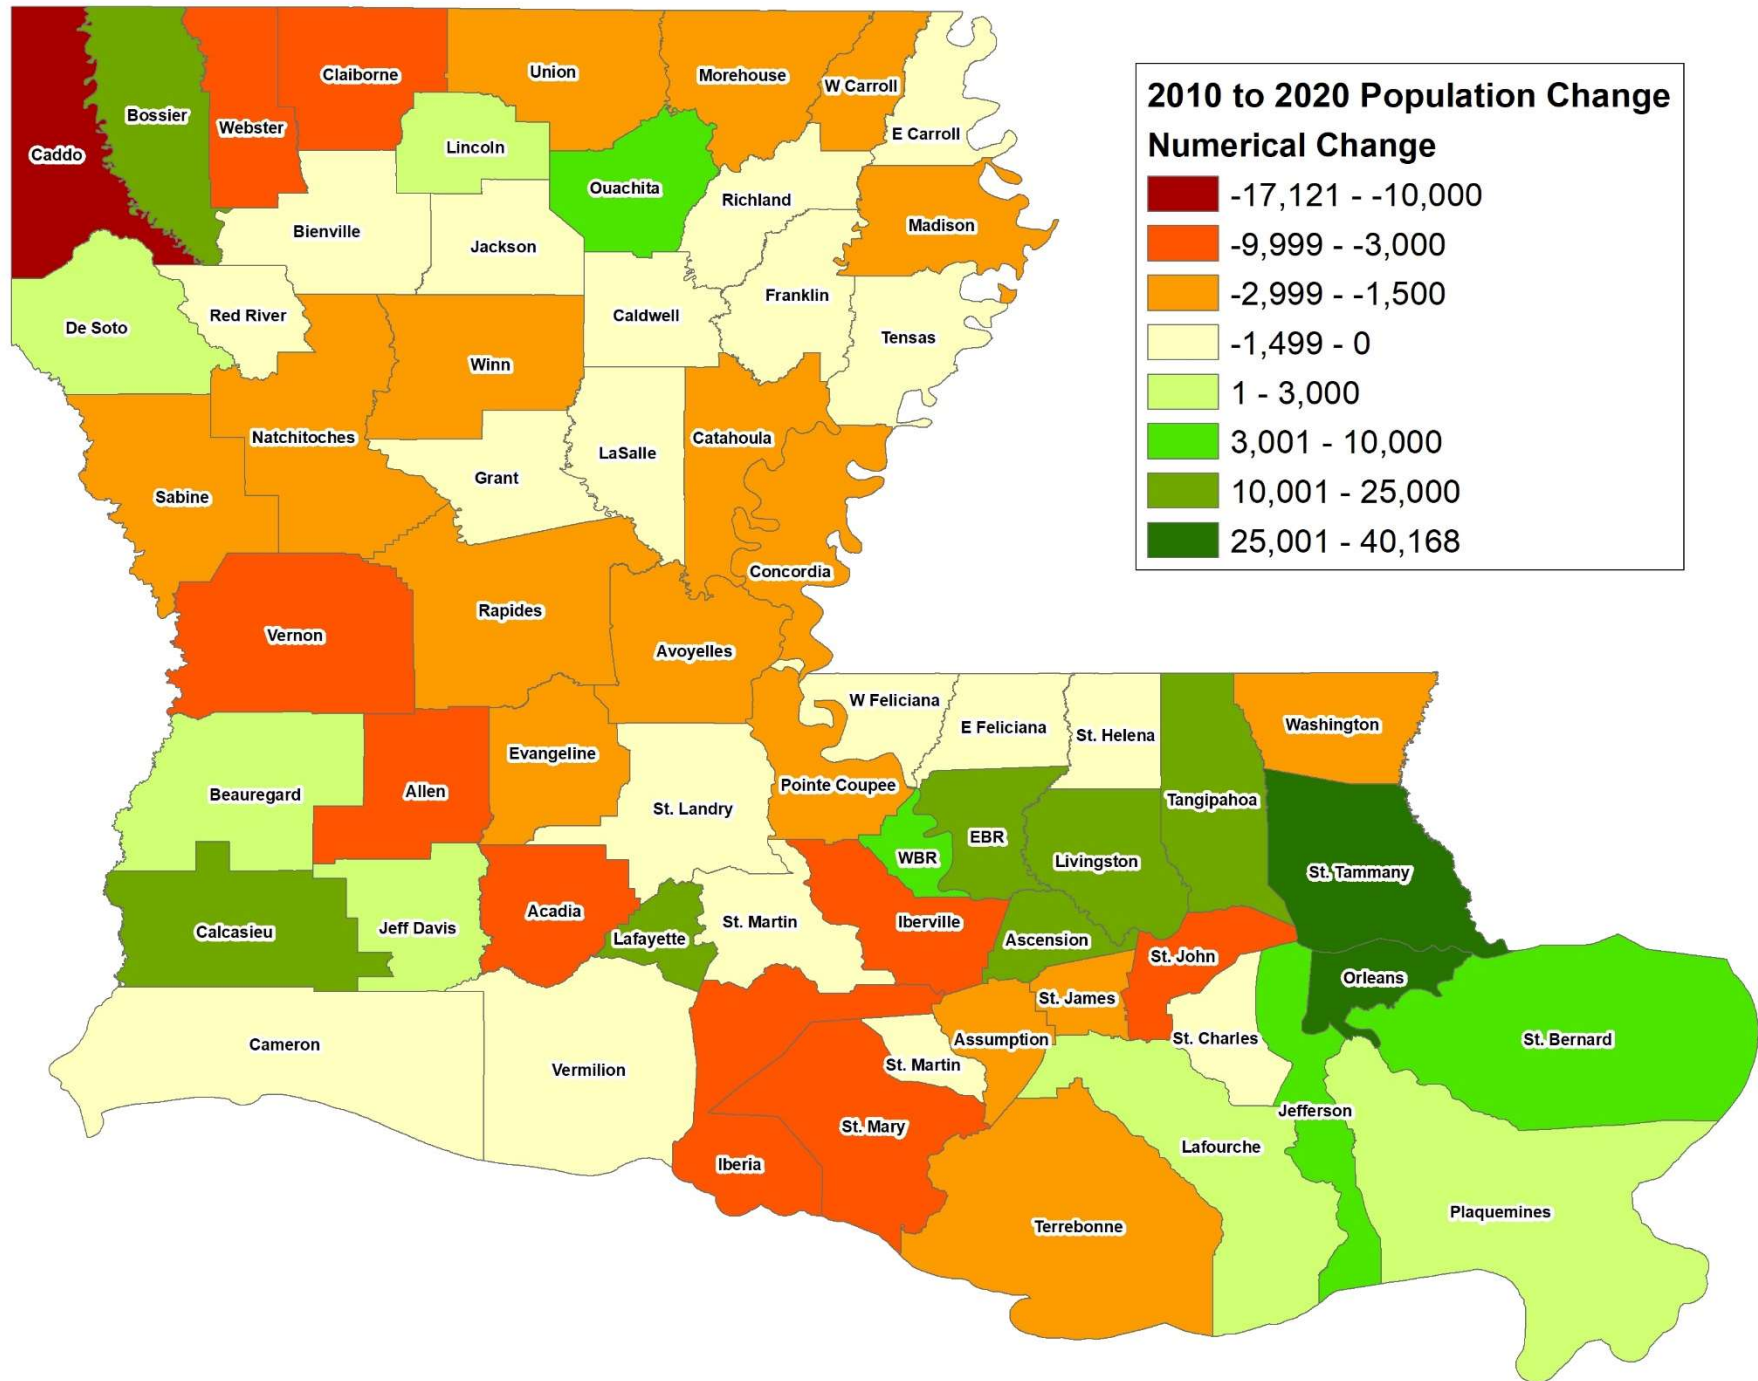 2010 to 2020 Population Change
Numerical Change
-17,121 - -10,000
-9,999 - -3,000
-2,999 - -1,500
-1,499 - 0
1 - 3,000
3,001 - 10,000
10,001 - 25,000
25,001 - 40,168
Caddo
Bossier
Webster
Claiborne
Union
Morehouse
W Carroll
E Carroll
Lincoln
Ouachita
Richland
Madison
Bienville
Jackson
Franklin
Caldwell
Tensas
De Soto
Red River
Winn
Natchitoches
Catahoula
Grant
LaSalle
Sabine
Concordia
Rapides
Vernon
Avoyelles
W Feliciana
E Feliciana
St. Helena
Washington
Evangeline
Pointe Coupee
Tangipahoa
Beauregard
Allen
St. Landry
EBR
WBR
Livingston
St. Tammany
Calcasieu
Jeff Davis
Acadia
Lafayette
St. Martin
Iberville
Ascension
St. John
Orleans
St. James
Assumption
St. Charles
St. Bernard
Cameron
Vermilion
St. Martin
Jefferson
St. Mary
Iberia
Lafourche
Plaquemines
Terrebonne